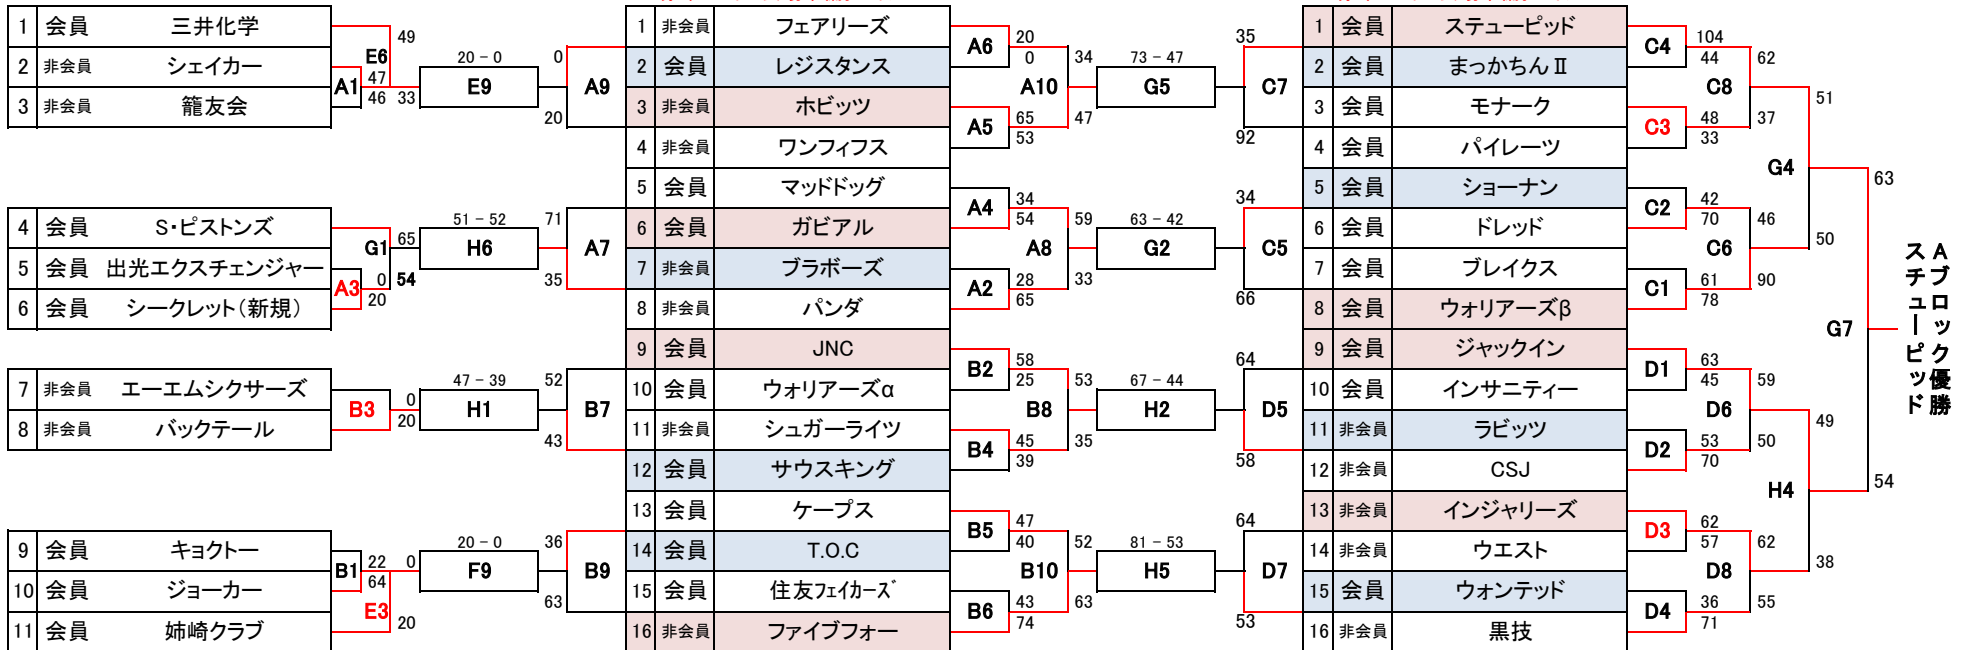 1 会員 三井化学
2 非会員 シェイカー
3 非会員 籠友会
4 会員 S・ピストンズ
5 会員 出光エクスチェンジャー
6 会員 シークレット（新規）
7 非会員 エーエムシクサーズ
8 非会員 バックテール
9 会員 キョクトー
10 会員 ジョーカー
11 会員 姉崎クラブ
E6 49
A1 47
46 33
20 − 0
E9
0
A9
20
G1 65
A3 0 54
20
51 − 52
H6
71
A7
35
B3 0
20
47 − 39
H1
52
B7
43
B1 22 0
64
E3
20
20 − 0
F9
36
B9
63
1 非会員 フェアリーズ
2 会員 レジスタンス
3 非会員 ホビッツ
4 非会員 ワンフィフス
5 会員 マッドドッグ
6 会員 ガビアル
7 非会員 ブラボーズ
8 非会員 パンダ
9 会員 JNC
10 会員 ウォリアーズα
11 非会員 シュガーライツ
12 会員 サウスキング
13 会員 ケープス
14 会員 T.O.C
15 会員 住友フェイカーズ
16 非会員 ファイブフォー
A6 20
0
34
A10
A5 65
53
47
73 − 47
G5
35
C7
92
A4 34
54
59
A8
A2 28
65
33
63 − 42
G2
34
C5
66
B2 58
25
53
B8
B4 45
39
35
67 − 44
H2
64
D5
58
B5 47
40
52
B10
B6 43
74
63
81 − 53
H5
64
D7
53
1 会員 ステューピッド
2 会員 まっかちんⅡ
3 会員 モナーク
4 会員 パイレーツ
5 会員 ショーナン
6 会員 ドレッド
7 会員 ブレイクス
8 会員 ウォリアーズβ
9 会員 ジャックイン
10 会員 インサニティー
11 非会員 ラビッツ
12 非会員 CSJ
13 非会員 インジャリーズ
14 非会員 ウエスト
15 会員 ウォンテッド
16 非会員 黒技
C4 104
44
62
C8
C3 48
33
37
51
G4
C2 42
70
46
C6
C1 61
78
90
50
63
G7
D1 63
45
59
D6
D2 53
70
50
49
H4
54
D3 62
57
62
D8
D4 36
71
55
38
Aブロック優勝
スチューピッド